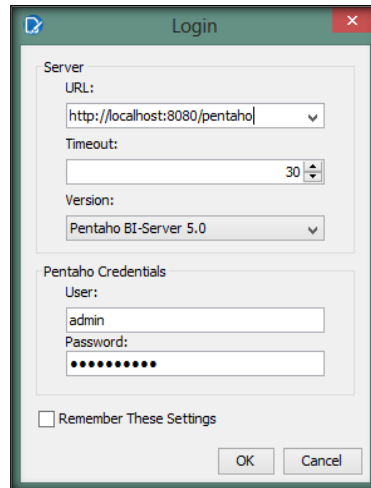 Login
Server
URL:
http://localhost:8080/pentaho
Timeout:
30
Version:
Pentaho BI-Server 5.0
Pentaho Credentials
User:
admin
Password:
●●●●●●●●●●
Remember These Settings
OK Cancel